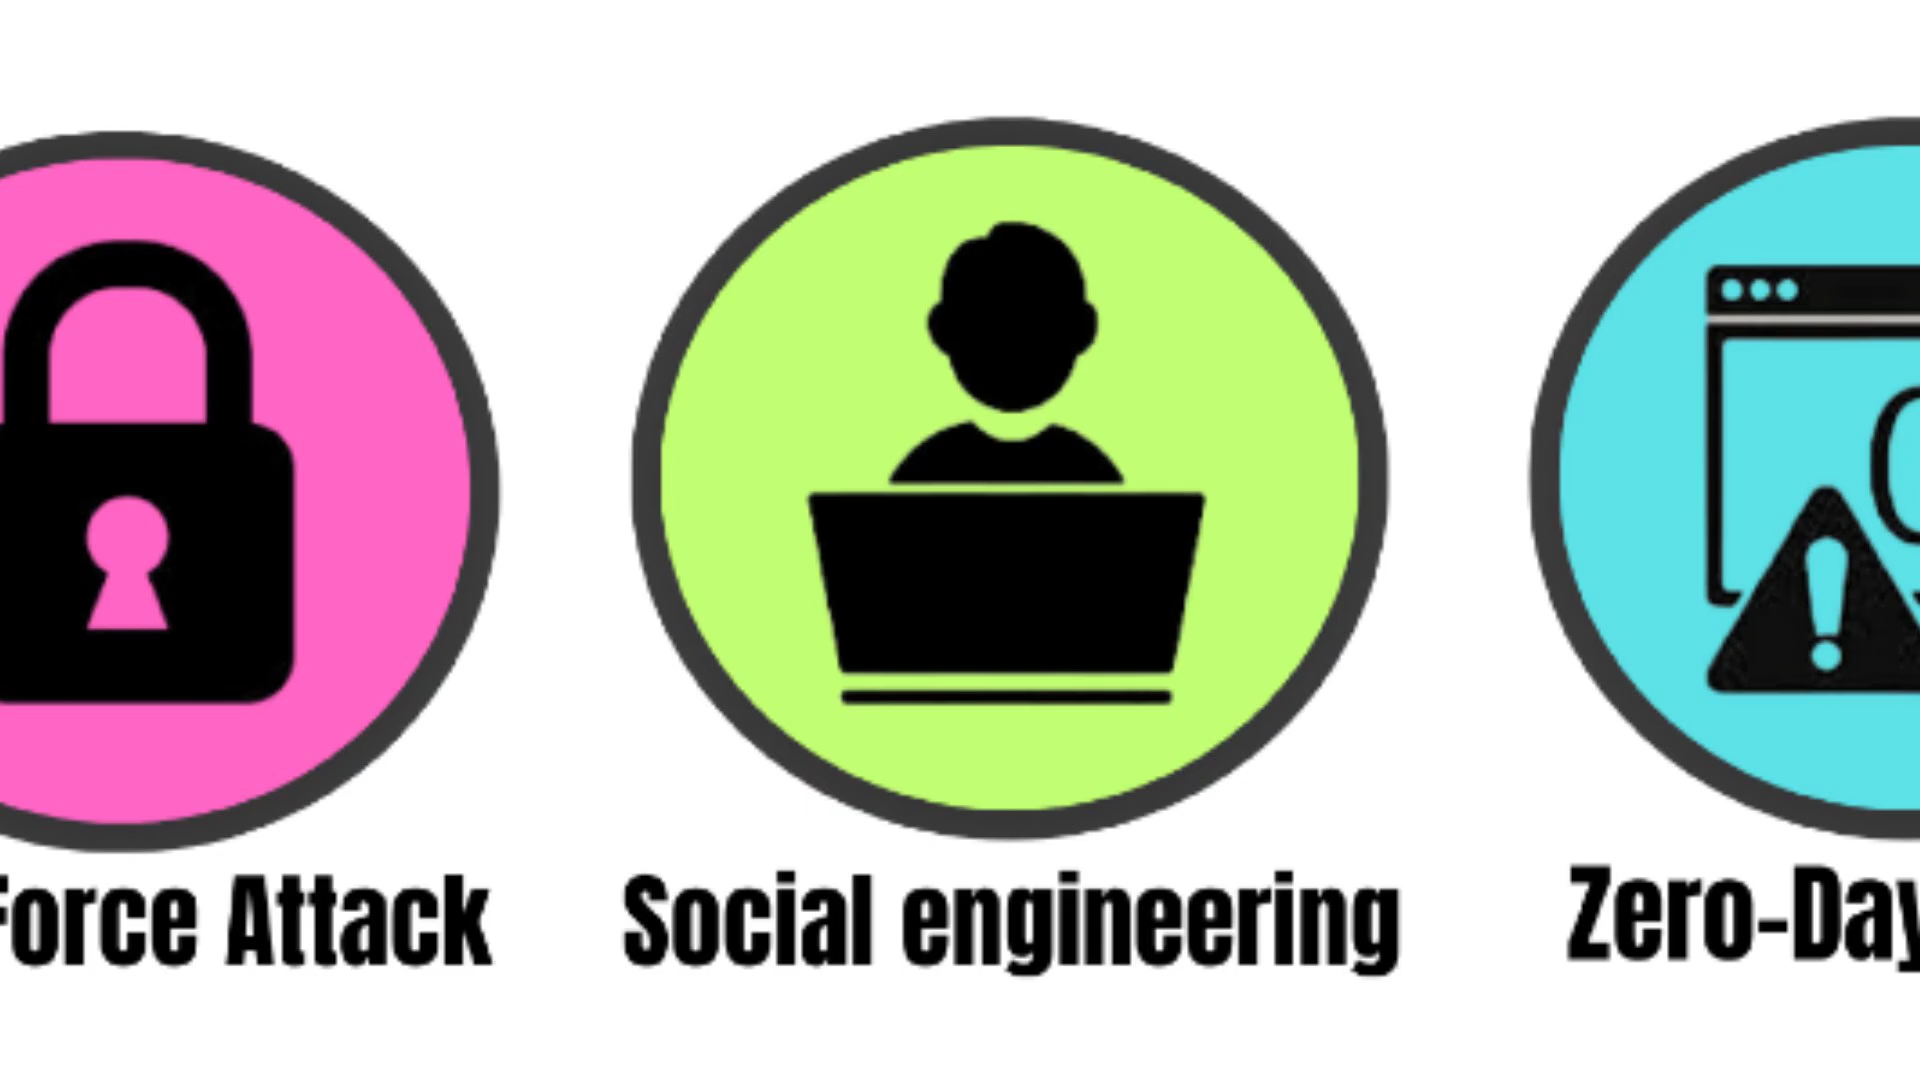 Force Attack
Social engineering
Zero-Day